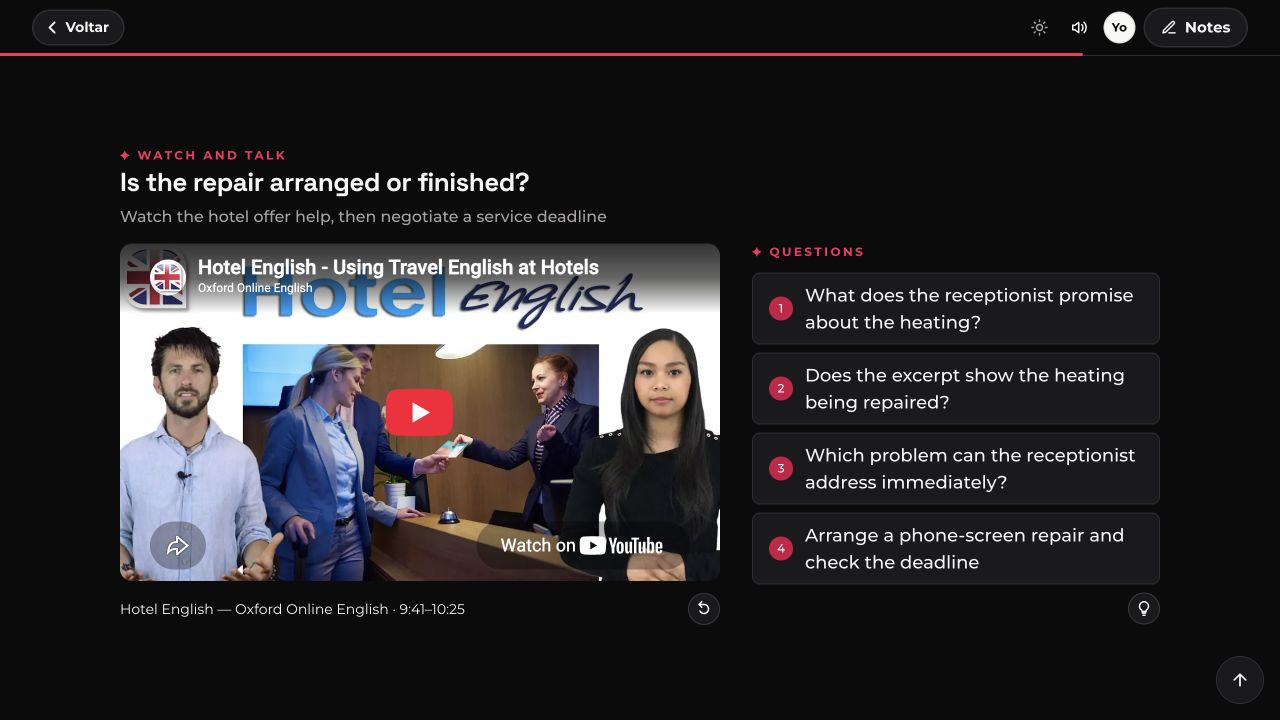 Voltar
Yo
Notes
WATCH AND TALK
Is the repair arranged or finished?
Watch the hotel offer help, then negotiate a service deadline
Hotel English - Using Travel English at Hotels
Oxford Online English
Hotel English
Watch on YouTube
Hotel English — Oxford Online English · 9:41–10:25
QUESTIONS
1
What does the receptionist promise
about the heating?
2
Does the excerpt show the heating
being repaired?
3
Which problem can the receptionist
address immediately?
4
Arrange a phone-screen repair and
check the deadline